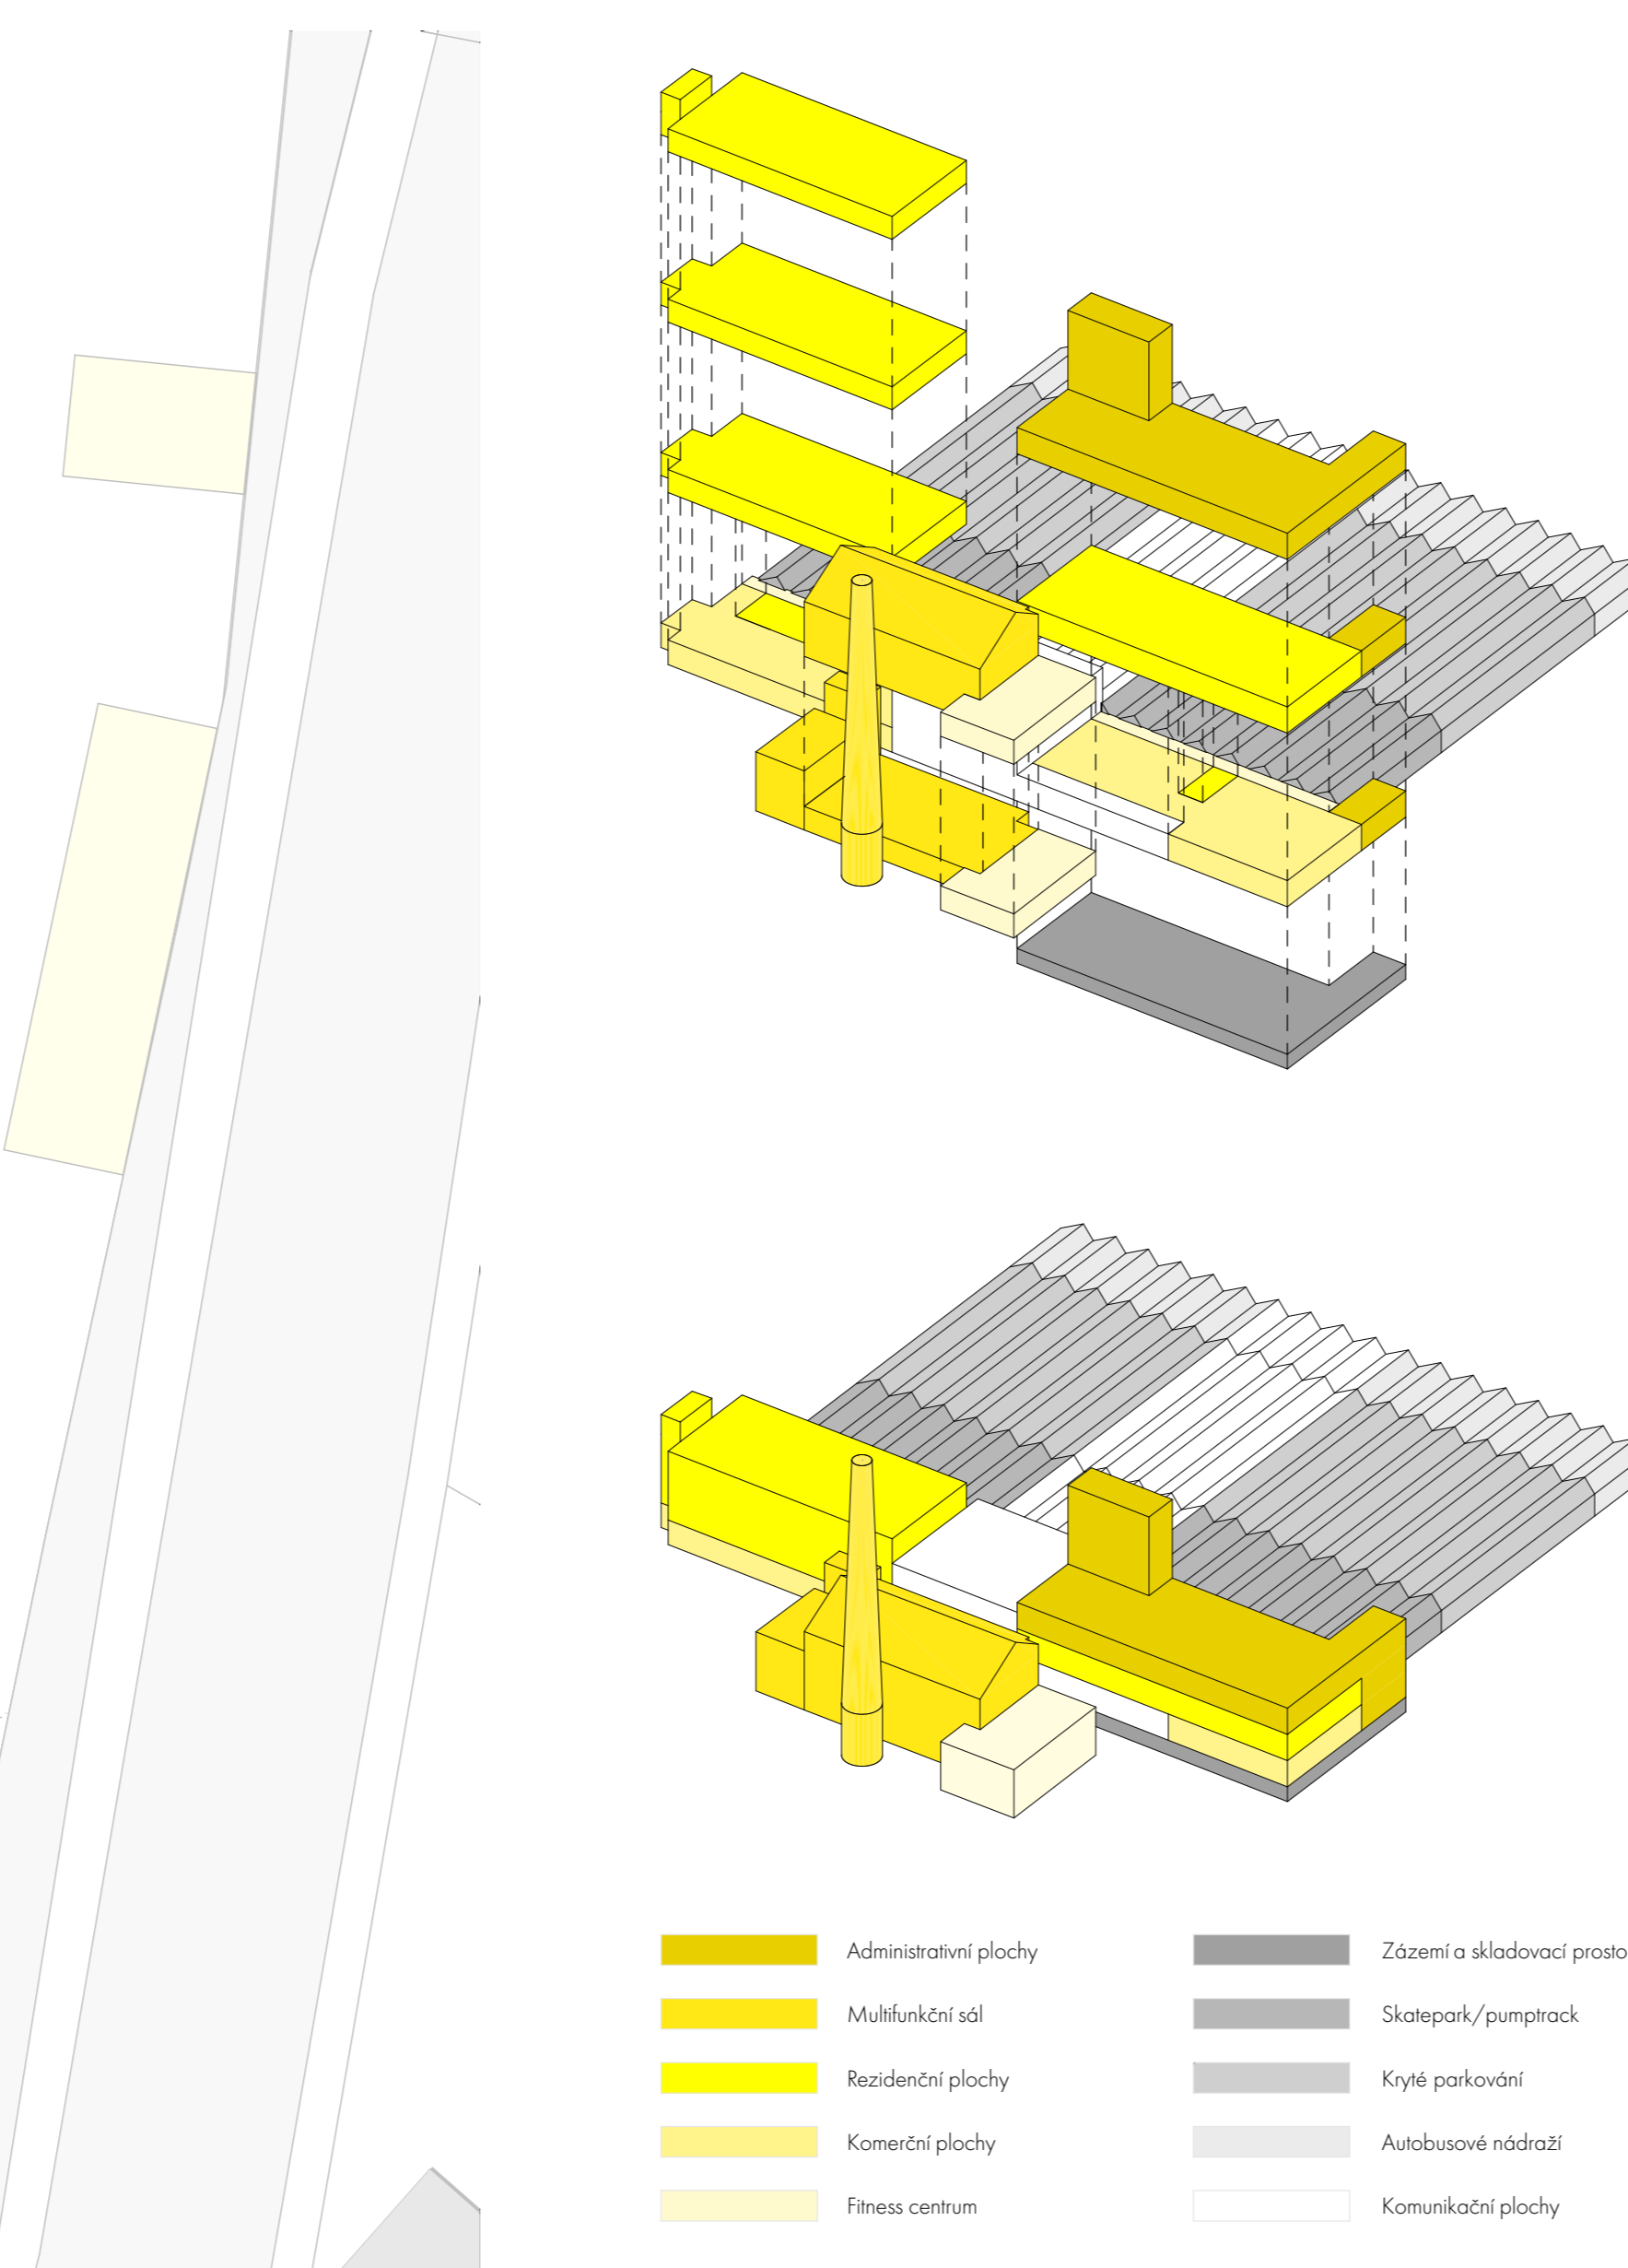 Administrativní plochy
Multifunkční sál
Rezidenční plochy
Komerční plochy
Fitness centrum
Zázemí a skladovací prosto
Skatepark/pumptrack
Kryté parkování
Autobusové nádraží
Komunikační plochy